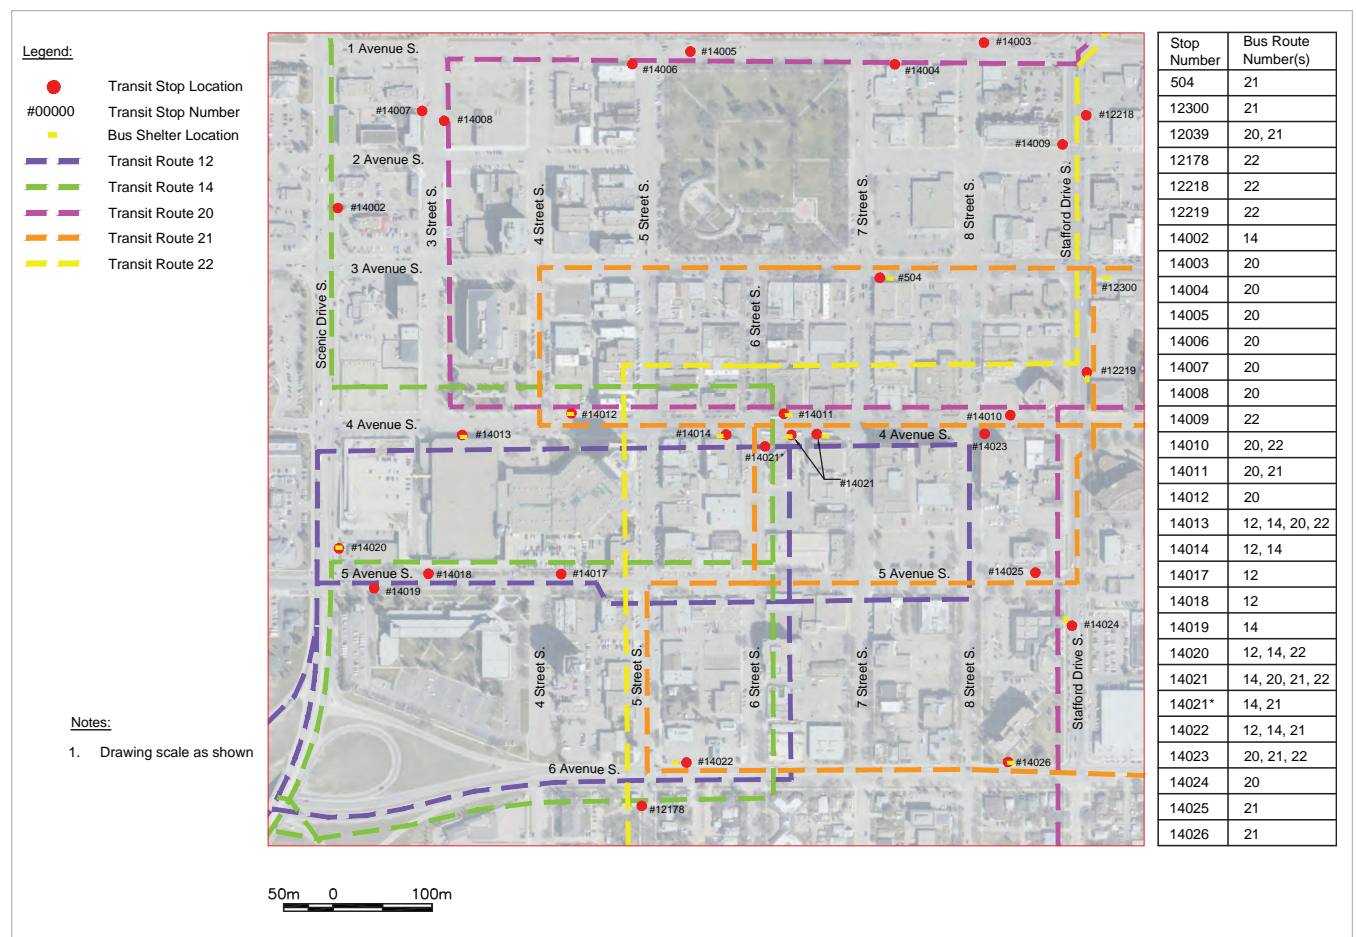 Legend:
Transit Stop Location
#00000 Transit Stop Number
Bus Shelter Location
Transit Route 12
Transit Route 14
Transit Route 20
Transit Route 21
Transit Route 22
Notes:
1. Drawing scale as shown
1 Avenue S.
#14005
#14003
#14006
#14004
#14007
#14008
#12218
#14009
2 Avenue S.
#14002
3 Street S.
4 Street S.
5 Street S.
7 Street S.
8 Street S.
Stafford Drive S.
3 Avenue S.
#504
#12300
Scenic Drive S.
6 Street S.
#12219
#14012
#14011
#14010
4 Avenue S.
#14013
#14014
4 Avenue S.
#14023
#14021*
#14021
#14020
5 Avenue S.
#14018
#14017
5 Avenue S.
#14025
#14019
#14024
4 Street S.
5 Street S.
6 Street S.
7 Street S.
8 Street S.
Stafford Drive S.
6 Avenue S.
#14022
#14026
#12178
50m 0 100m
Stop Number Bus Route Number(s)
504 21
12300 21
12039 20, 21
12178 22
12218 22
12219 22
14002 14
14003 20
14004 20
14005 20
14006 20
14007 20
14008 20
14009 22
14010 20, 22
14011 20, 21
14012 20
14013 12, 14, 20, 22
14014 12, 14
14017 12
14018 12
14019 14
14020 12, 14, 22
14021 14, 20, 21, 22
14021* 14, 21
14022 12, 14, 21
14023 20, 21, 22
14024 20
14025 21
14026 21